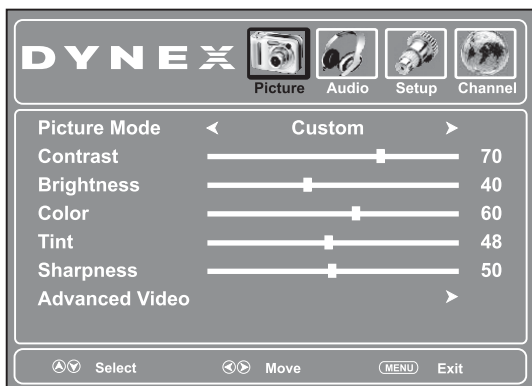 DYNEX
Picture Audio Setup Channel
Picture Mode Custom
Contrast 70
Brightness 40
Color 60
Tint 48
Sharpness 50
Advanced Video
Select Move MENU Exit